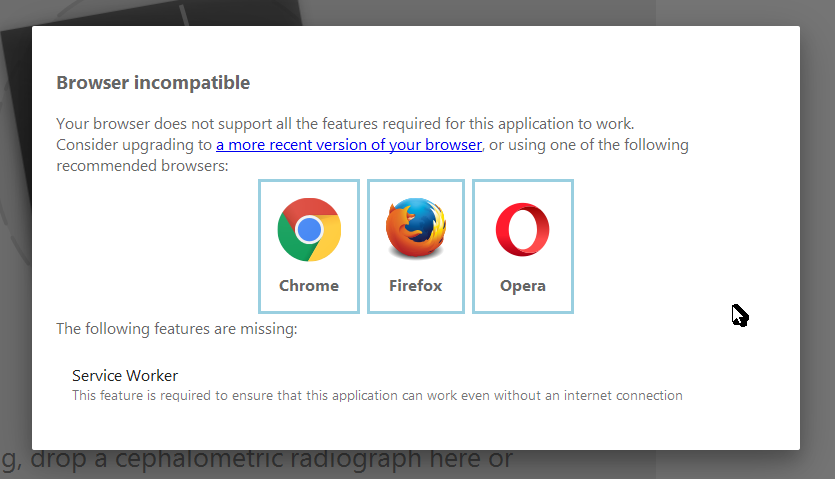 Browser incompatible
Your browser does not support all the features required for this application to work.
Consider upgrading to a more recent version of your browser, or using one of the following
recommended browsers:
Chrome Firefox Opera
The following features are missing:
Service Worker
This feature is required to ensure that this application can work even without an internet connection
g, drop a cephalometric radiograph here or